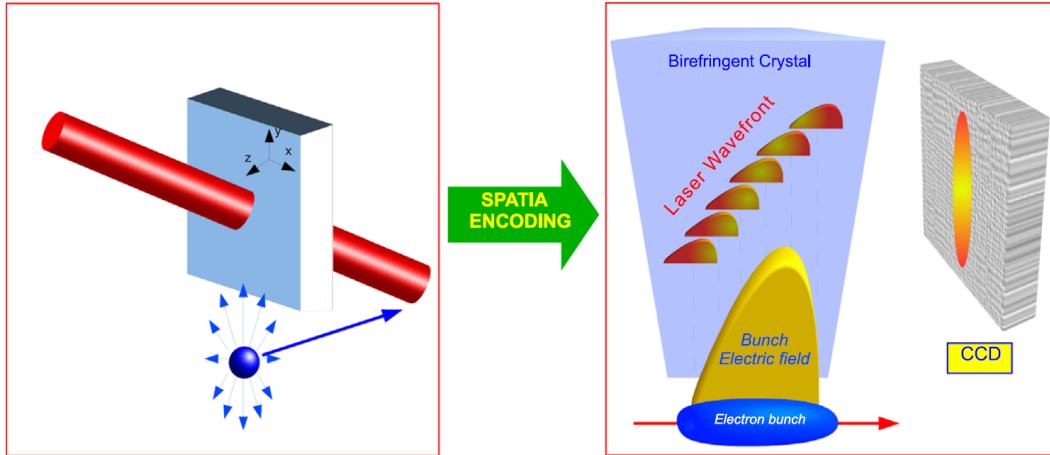 y
z
x
SPATIA
ENCODING
Birefringent Crystal
Laser Wavefront
Bunch
Electric field
Electron bunch
CCD